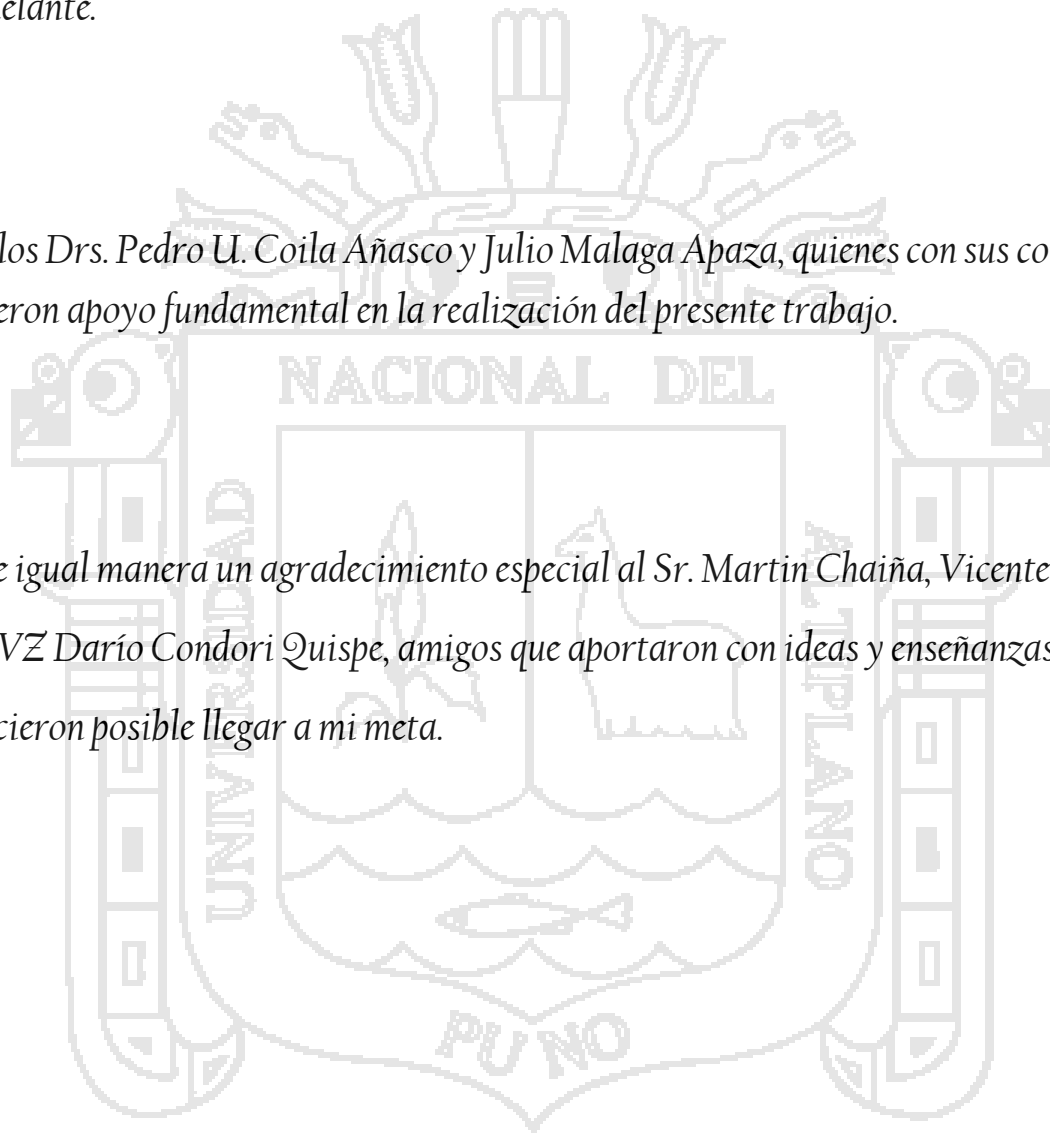 elante.
los Drs. Pedro U. Coila Añasco y Julio Malaga Apaza, quienes con sus co
eron apoyo fundamental en la realización del presente trabajo.
NACIONAL DEL
UNIVERSIDAD
ALTIPLANO
e igual manera un agradecimiento especial al Sr. Martin Chaiña, Vicente
VZ Darío Condori Quispe, amigos que aportaron con ideas y enseñanzas
cieron posible llegar a mi meta.
PUNO